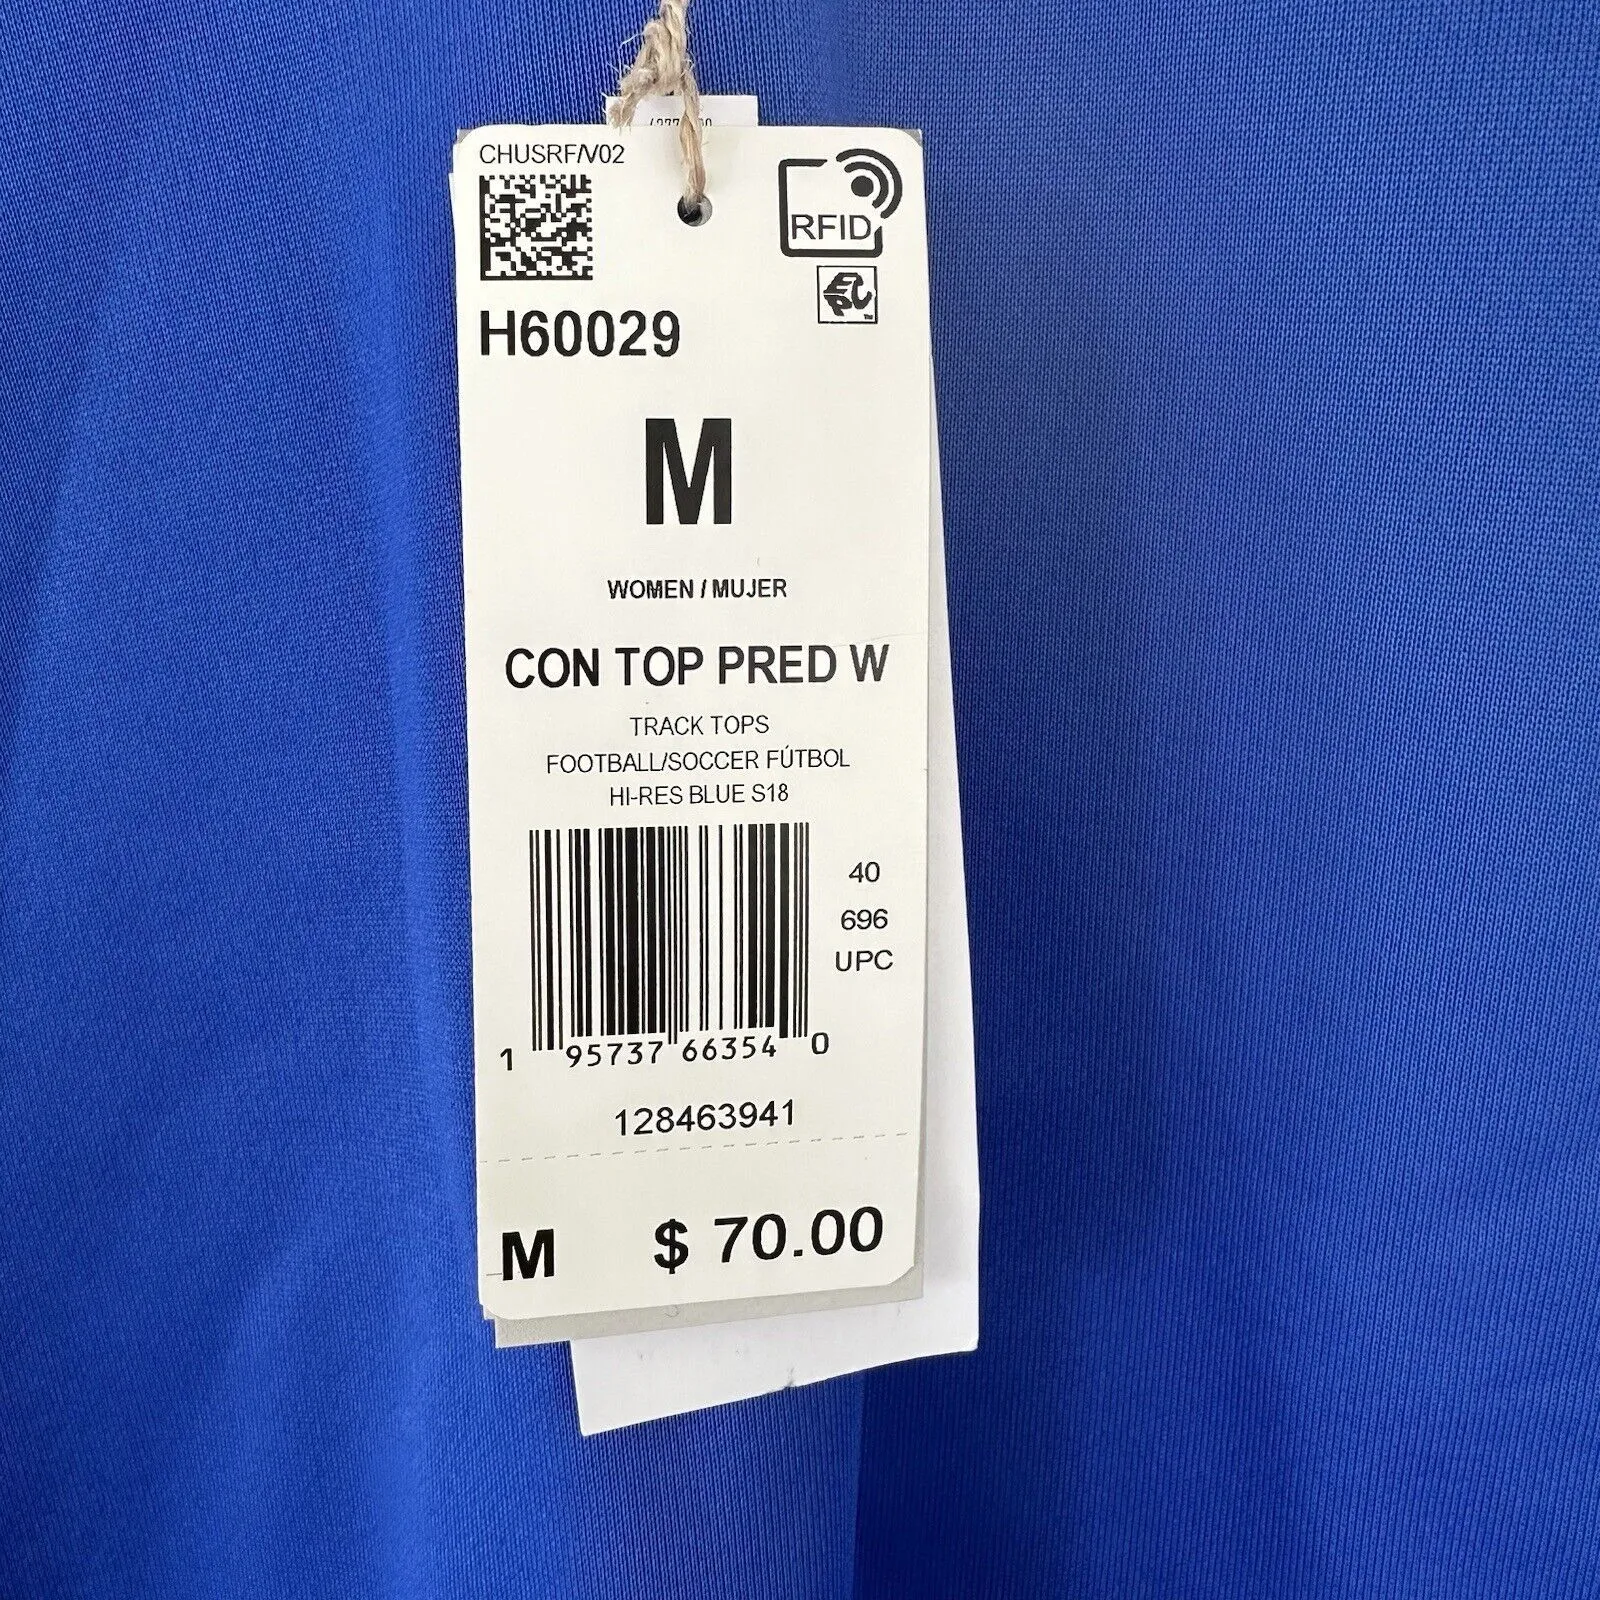 CHUSRF/V02
RFID
EPC
H60029
M
WOMEN / MUJER
CON TOP PRED W
TRACK TOPS
FOOTBALL/SOCCER FÚTBOL
HI-RES BLUE S18
40
696
UPC
1 95737 66354 0
128463941
M $ 70.00